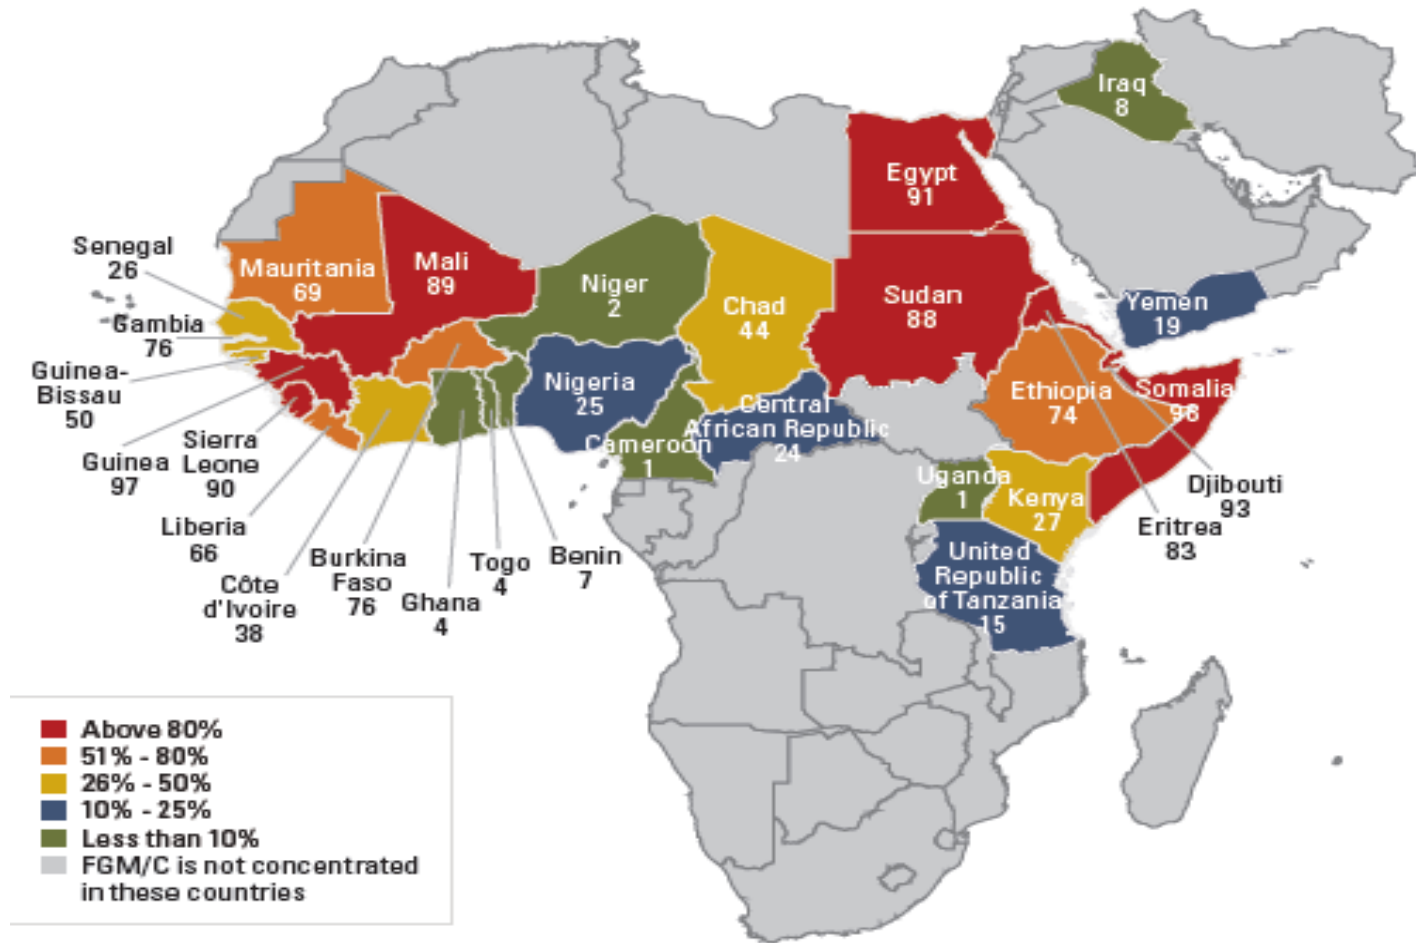 Iraq
8
Egypt
91
Senegal
26
Mauritania
69
Mali
89
Niger
2
Chad
44
Sudan
88
Yemen
19
Gambia
76
Guinea-
Bissau
50
Nigeria
25
Ethiopia
74
Somalia
98
Central
African Republic
24
Cameroon
1
Guinea
97
Sierra
Leone
90
Uganda
1
Kenya
27
Djibouti
93
Eritrea
83
Liberia
66
Côte
d'Ivoire
38
Burkina
Faso
76
Ghana
4
Togo
4
Benin
7
United
Republic
of Tanzania
15
Above 80%
51% - 80%
26% - 50%
10% - 25%
Less than 10%
FGM/C is not concentrated
in these countries